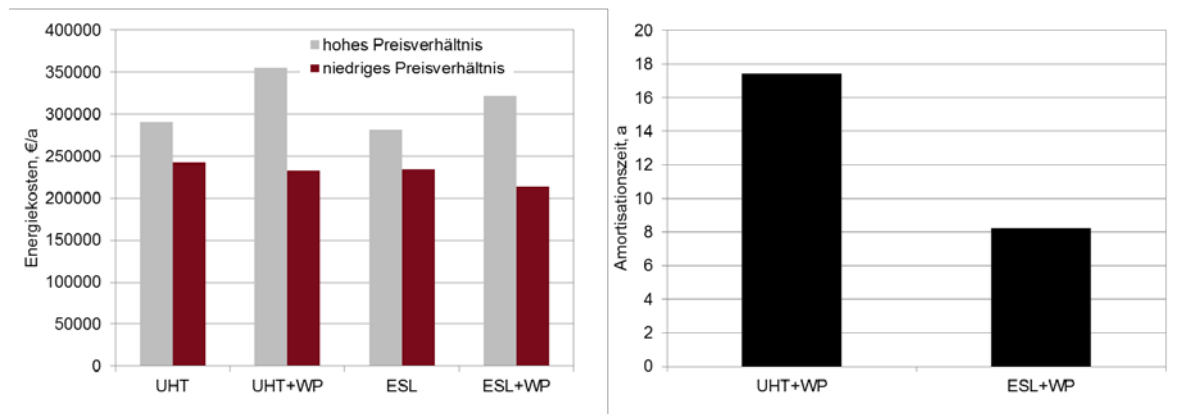 400000
350000
300000
250000
200000
150000
100000
50000
0
Energiekosten, €/a
hohes Preisverhältnis
niedriges Preisverhältnis
UHT
UHT+WP
ESL
ESL+WP
20
18
16
14
12
10
8
6
4
2
0
Amortisationszeit, a
UHT+WP
ESL+WP